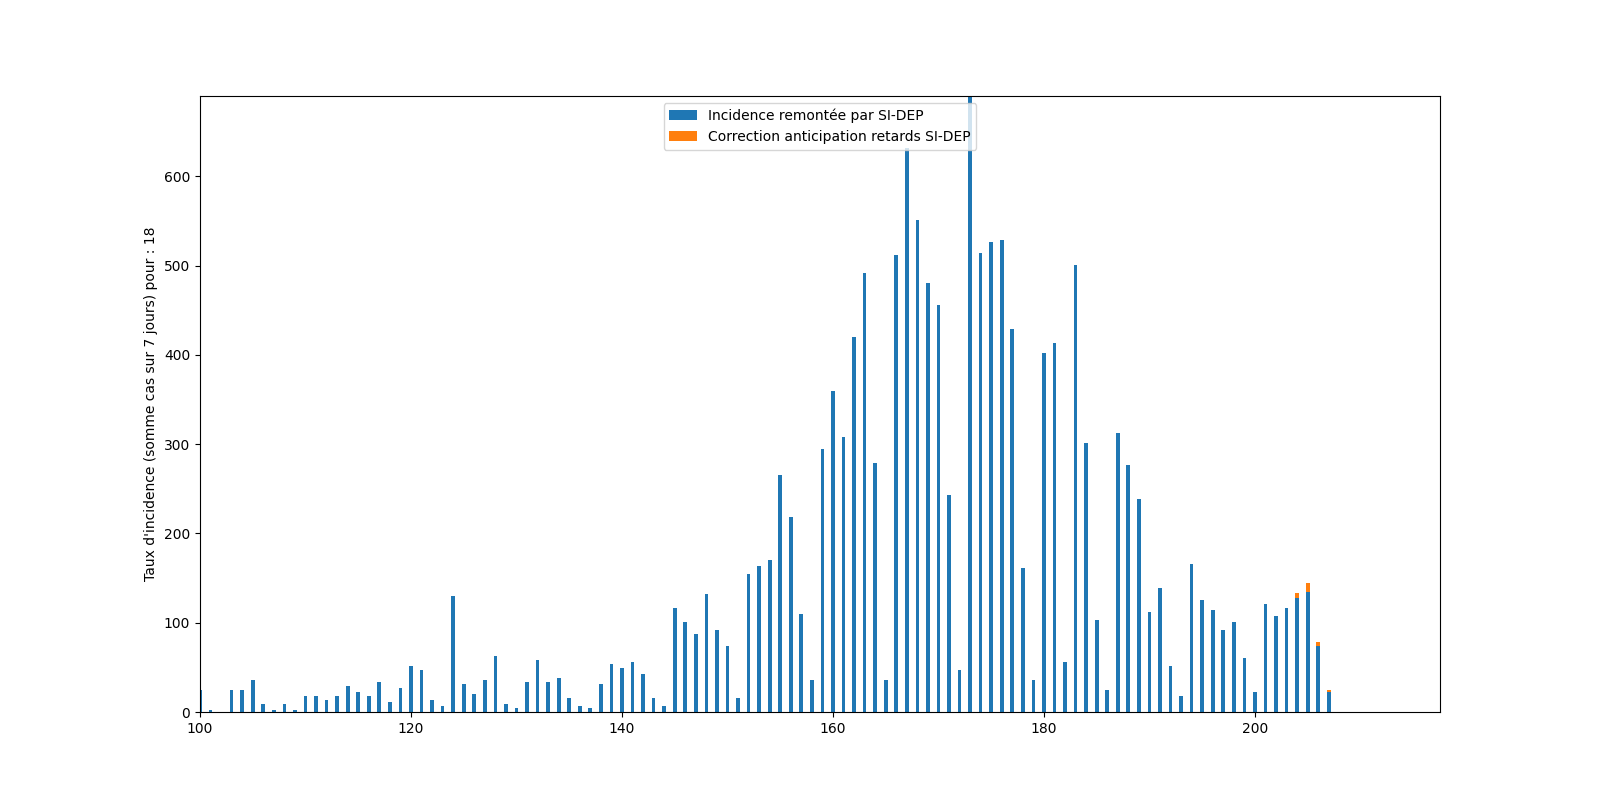 Incidence remontée par SI-DEP
Correction anticipation retards SI-DEP
Taux d'incidence (somme cas sur 7 jours) pour : 18
600
500
400
300
200
100
0
100 120 140 160 180 200